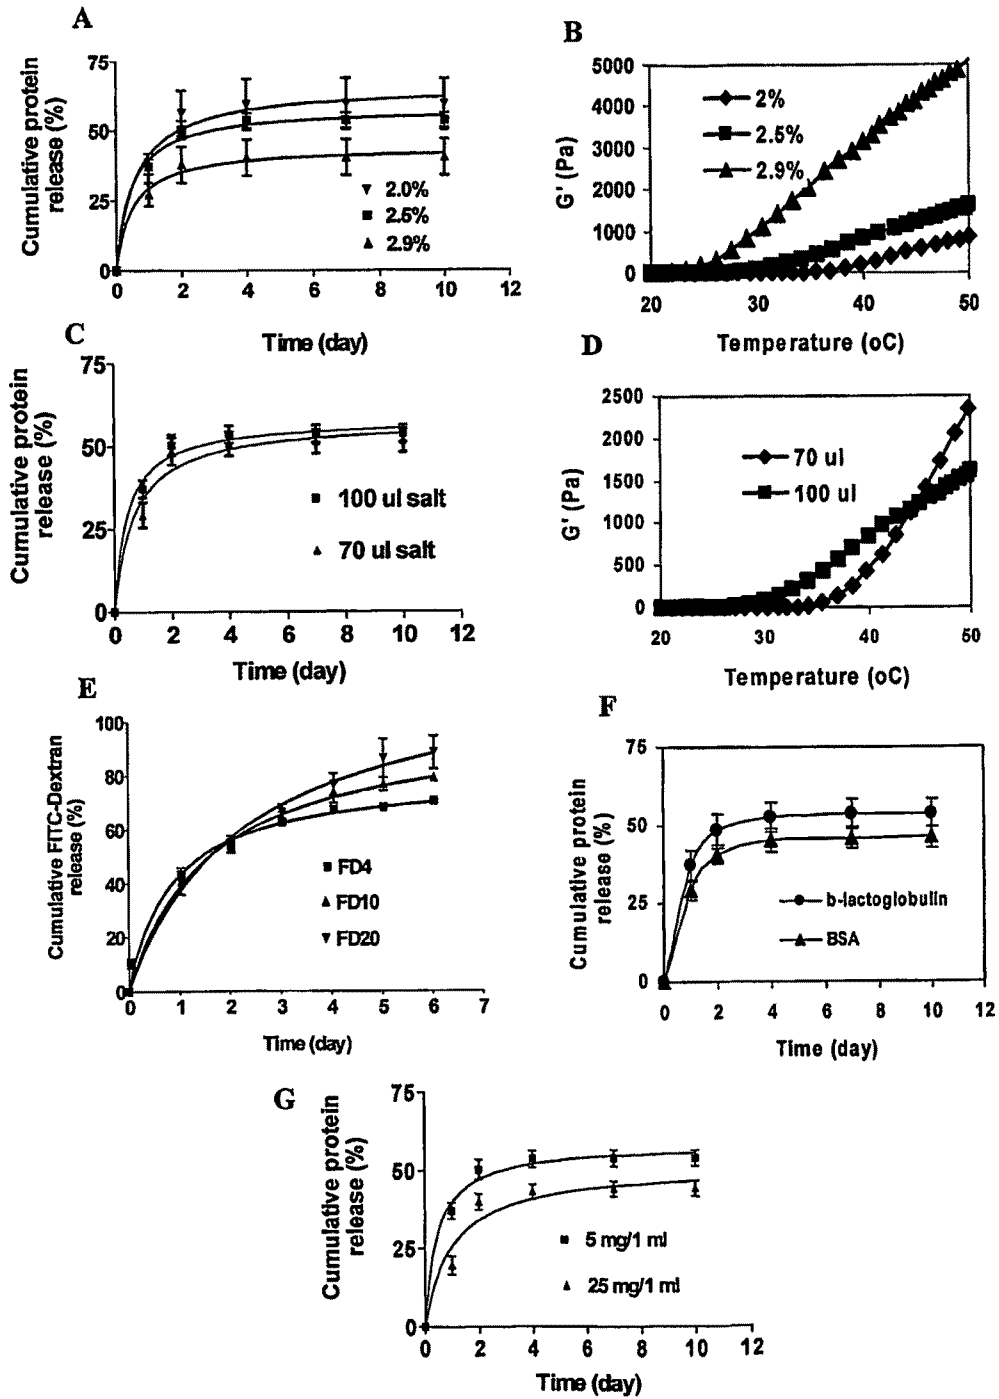 A
Cumulative protein
release (%)
75
50
25
0
0 2 4 6 8 10 12
Time (day)
2.0%
2.5%
2.9%
B
G' (Pa)
5000
4000
3000
2000
1000
0
20 30 40 50
Temperature (oC)
2%
2.5%
2.9%
C
Cumulative protein
release (%)
75
50
25
0
0 2 4 6 8 10 12
Time (day)
100 ul salt
70 ul salt
D
G' (Pa)
2500
2000
1500
1000
500
0
20 30 40 50
Temperature (oC)
70 ul
100 ul
E
Cumulative FITC-Dextran
release (%)
100
80
60
40
20
0
0 1 2 3 4 5 6 7
Time (day)
FD4
FD10
FD20
F
Cumulative protein
release (%)
75
50
25
0
0 2 4 6 8 10 12
Time (day)
b-lactoglobulin
BSA
G
Cumulative protein
release (%)
75
50
25
0
0 2 4 6 8 10 12
Time (day)
5 mg/1 ml
25 mg/1 ml